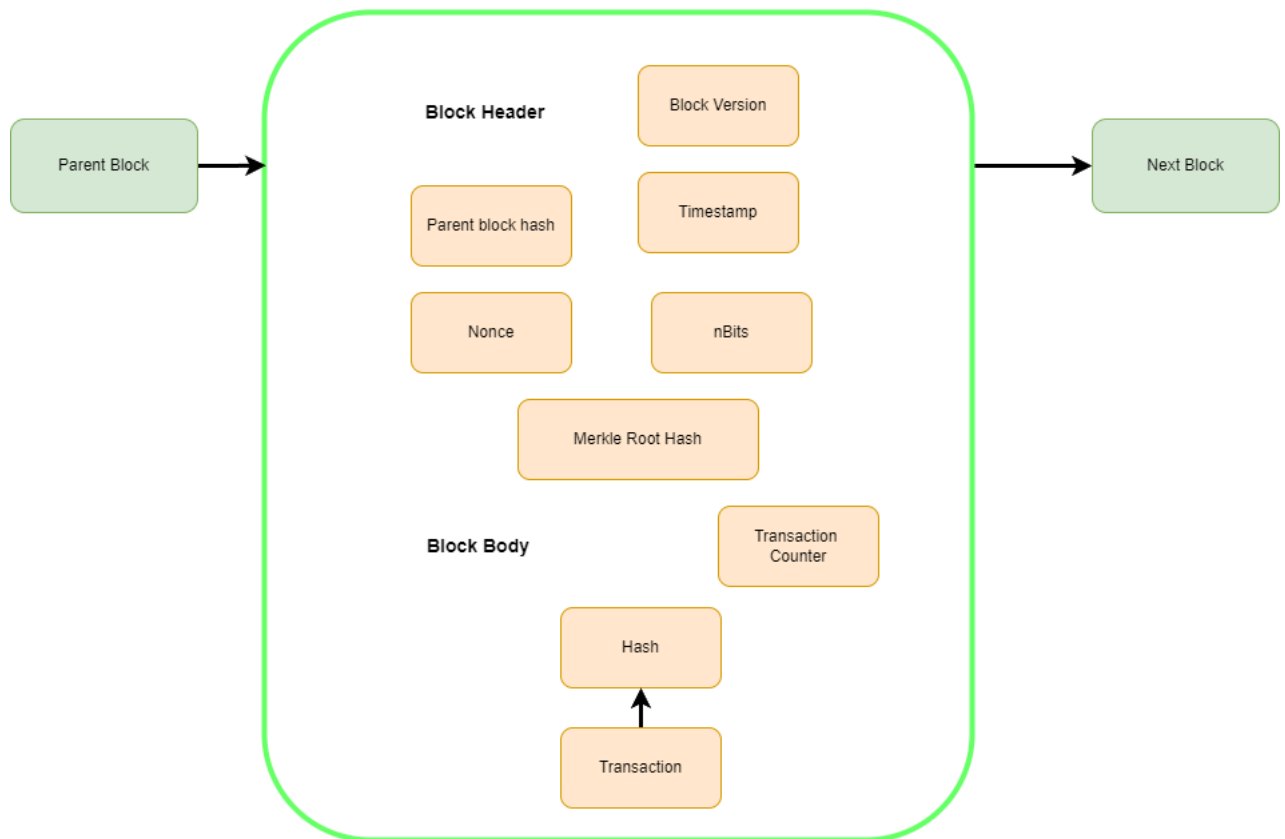 Block Version
Block Header
Parent Block
Next Block
Parent block hash
Timestamp
Nonce
nBits
Merkle Root Hash
Block Body
Transaction
Counter
Hash
Transaction